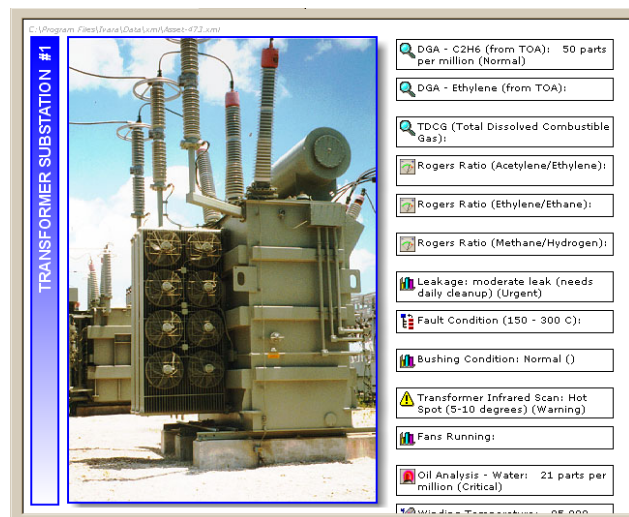 C:\Program Files\Ivara\Data\xml\Asset-473.xml
TRANSFORMER SUBSTATION #1
DGA - C2H6 (from TOA): 50 parts
per million (Normal)
DGA - Ethylene (from TOA):
TDCG (Total Dissolved Combustible
Gas):
Rogers Ratio (Acetylene/Ethylene):
Rogers Ratio (Ethylene/Ethane):
Rogers Ratio (Methane/Hydrogen):
Leakage: moderate leak (needs
daily cleanup) (Urgent)
Fault Condition (150 - 300 C):
Bushing Condition: Normal ()
Transformer Infrared Scan: Hot
Spot (5-10 degrees) (Warning)
Fans Running:
Oil Analysis - Water: 21 parts per
million (Critical)
Winding Temperature: